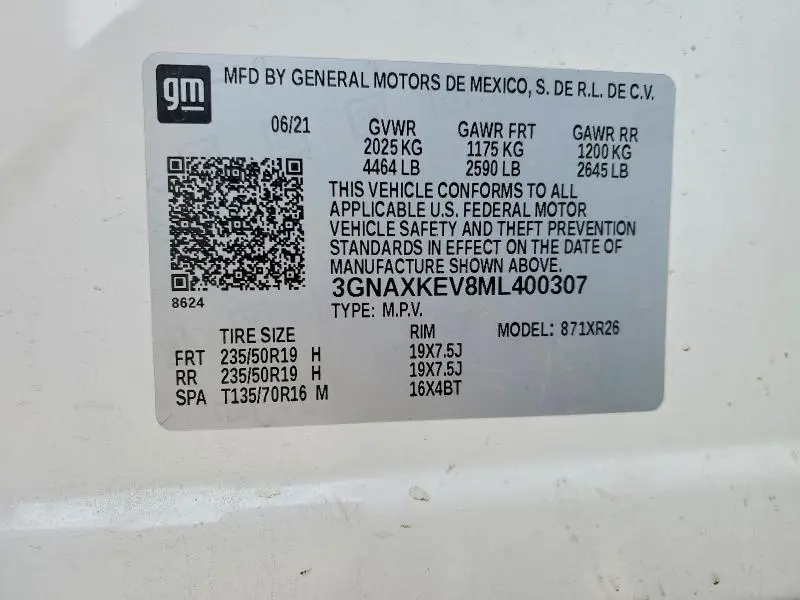 gm
MFD BY GENERAL MOTORS DE MEXICO, S. DE R.L. DE C.V.
06/21 GVWR GAWR FRT GAWR RR
2025 KG 1175 KG 1200 KG
4464 LB 2590 LB 2645 LB
THIS VEHICLE CONFORMS TO ALL
APPLICABLE U.S. FEDERAL MOTOR
VEHICLE SAFETY AND THEFT PREVENTION
STANDARDS IN EFFECT ON THE DATE OF
MANUFACTURE SHOWN ABOVE.
3GNAXKEV8ML400307
8624
TYPE: M.P.V.
TIRE SIZE RIM MODEL: 871XR26
FRT 235/50R19 H 19X7.5J
RR 235/50R19 H 19X7.5J
SPA T135/70R16 M 16X4BT